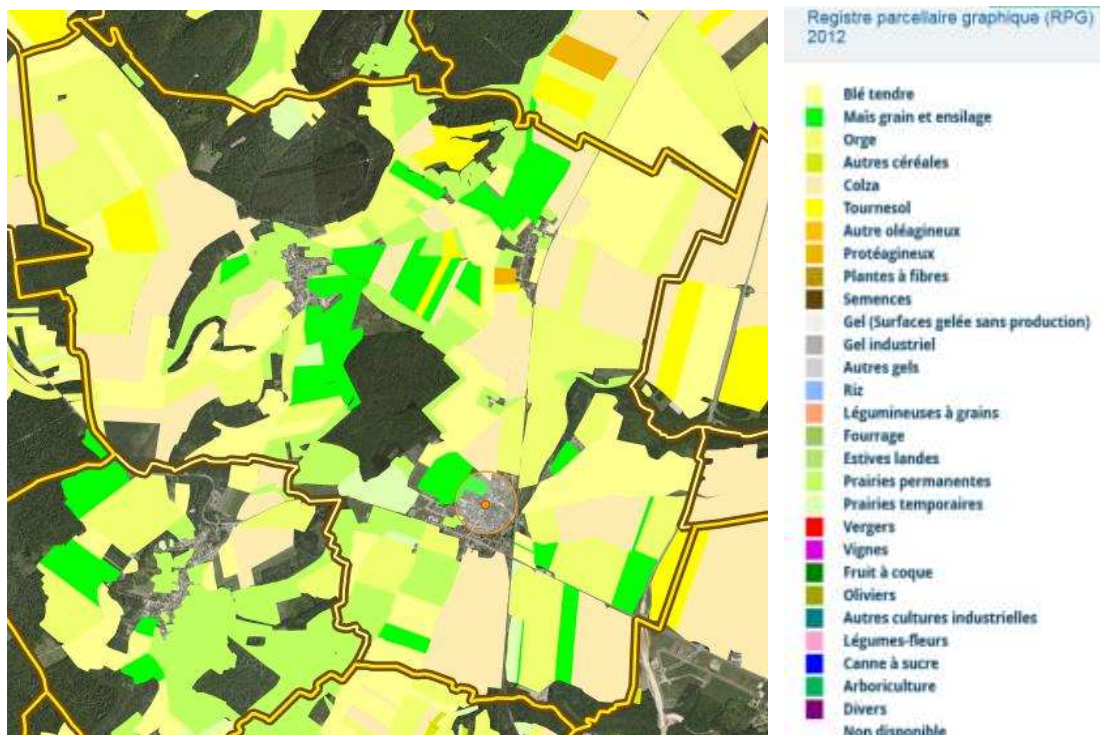 Registre parcellaire graphique (RPG)
2012
Blé tendre
Mais grain et ensilage
Orge
Autres céréales
Colza
Tournesol
Autre oléagineux
Protéagineux
Plantes à fibres
Semences
Gel (Surfaces gelée sans production)
Gel industriel
Autres gels
Riz
Légumineuses à grains
Fourrage
Estives landes
Prairies permanentes
Prairies temporaires
Vergers
Vignes
Fruit à coque
Oliviers
Autres cultures industrielles
Légumes-fleurs
Canne à sucre
Arboriculture
Divers
Non disponible